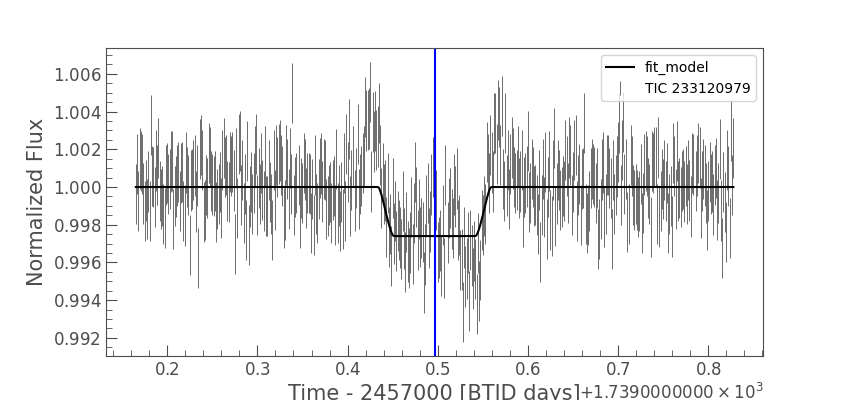 fit_model
TIC 233120979
Normalized Flux
1.006
1.004
1.002
1.000
0.998
0.996
0.994
0.992
0.2 0.3 0.4 0.5 0.6 0.7 0.8
Time - 2457000 [BTJD days]
+1.7390000000 × 10³